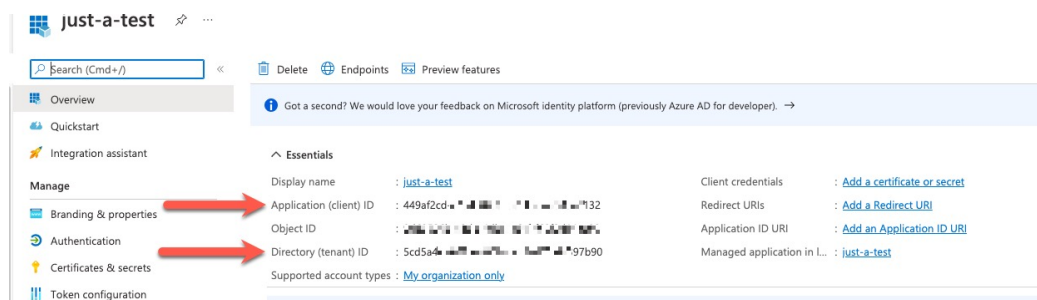 just-a-test
Search (Cmd+/)
«
Delete Endpoints Preview features
Overview
Quickstart
Integration assistant
Manage
Branding & properties
Authentication
Certificates & secrets
Token configuration
Got a second? We would love your feedback on Microsoft identity platform (previously Azure AD for developer). →
Essentials
Display name : just-a-test
Application (client) ID : 449af2cd- 132
Object ID :
Directory (tenant) ID : 5cd5a4 -97b90
Supported account types : My organization only
Client credentials : Add a certificate or secret
Redirect URIs : Add a Redirect URI
Application ID URI : Add an Application ID URI
Managed application in l... : just-a-test